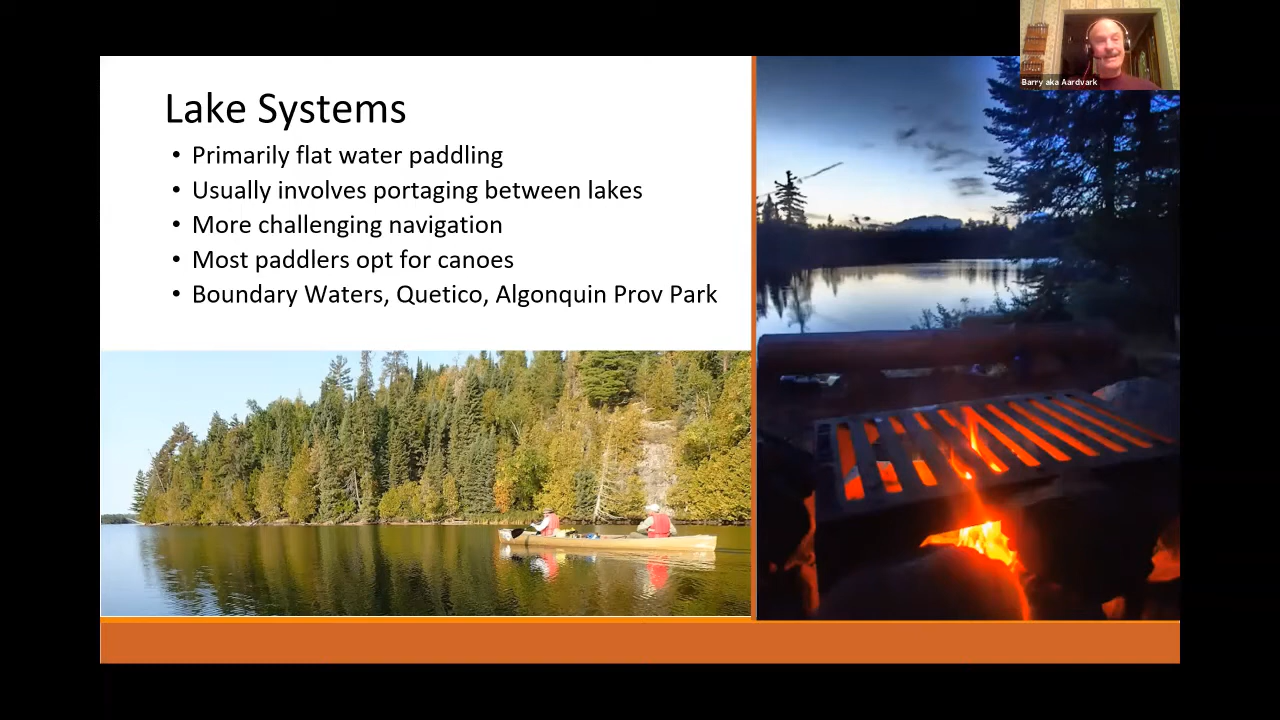 Barry aka Aardvark
Lake Systems
• Primarily flat water paddling
• Usually involves portaging between lakes
• More challenging navigation
• Most paddlers opt for canoes
• Boundary Waters, Quetico, Algonquin Prov Park